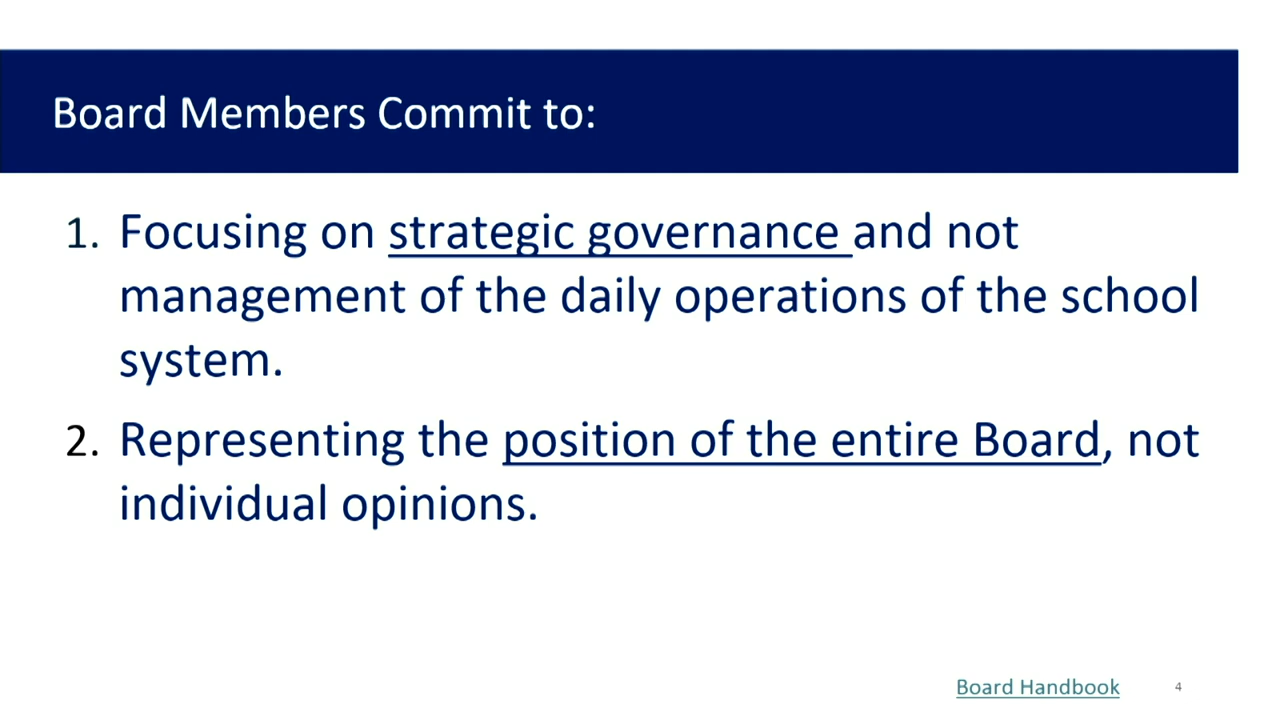 Board Members Commit to:
1. Focusing on strategic governance and not
management of the daily operations of the school
system.
2. Representing the position of the entire Board, not
individual opinions.
Board Handbook 4